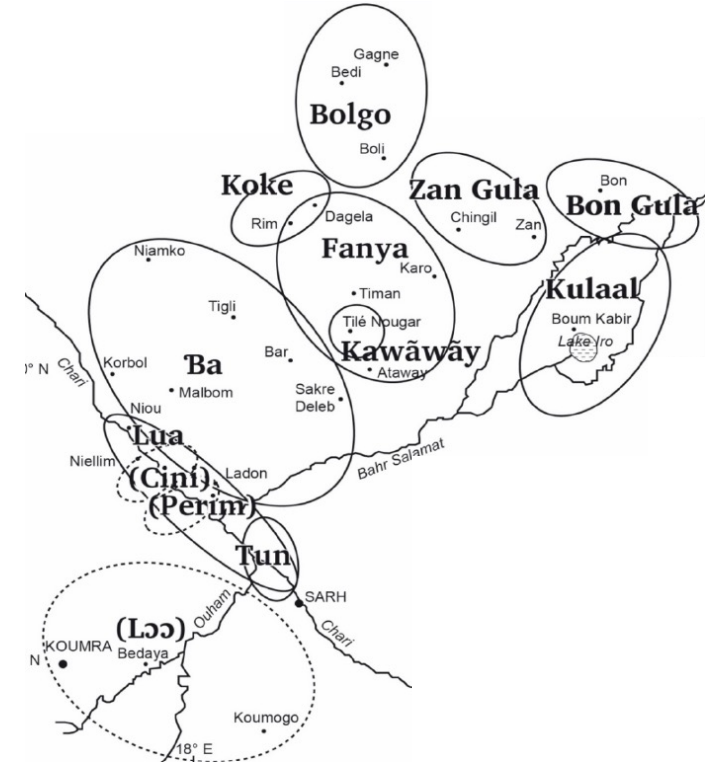 Gagne
Bedi
Bolgo
Boli
Koke
Zan Gula
Bon
Bon Gula
Rim
Dagela
Chingil
Zan
Fanya
Niamko
Karo
Kulaal
Timan
Tigli
Tilé Nougar
Boum Kabir
Lake Iro
Kawãwãy
Bar
Ɓa
Chari
° N
Korbol
Ataway
Malbom
Sakre
Deleb
Niou
Lua
Niellim
Bahr Salamat
(Cini)
Ladon
(Perim)
Tun
Ouham
SARH
(Lɔɔ)
Chari
KOUMRA
N
Bedaya
Koumogo
18° E